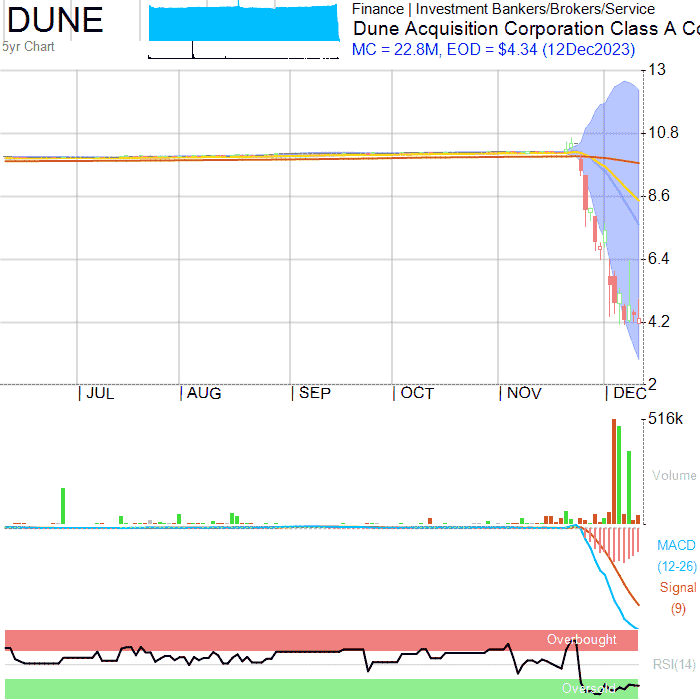 DUNE
5yr Chart
Finance | Investment Bankers/Brokers/Service
Dune Acquisition Corporation Class A Co
MC = 22.8M, EOD = $4.34 (12Dec2023)
13
10.8
8.6
6.4
4.2
2
| JUL | AUG | SEP | OCT | NOV | DEC
516k
Volume
MACD
(12-26)
Signal
(9)
Overbought
RSI(14)
Oversold